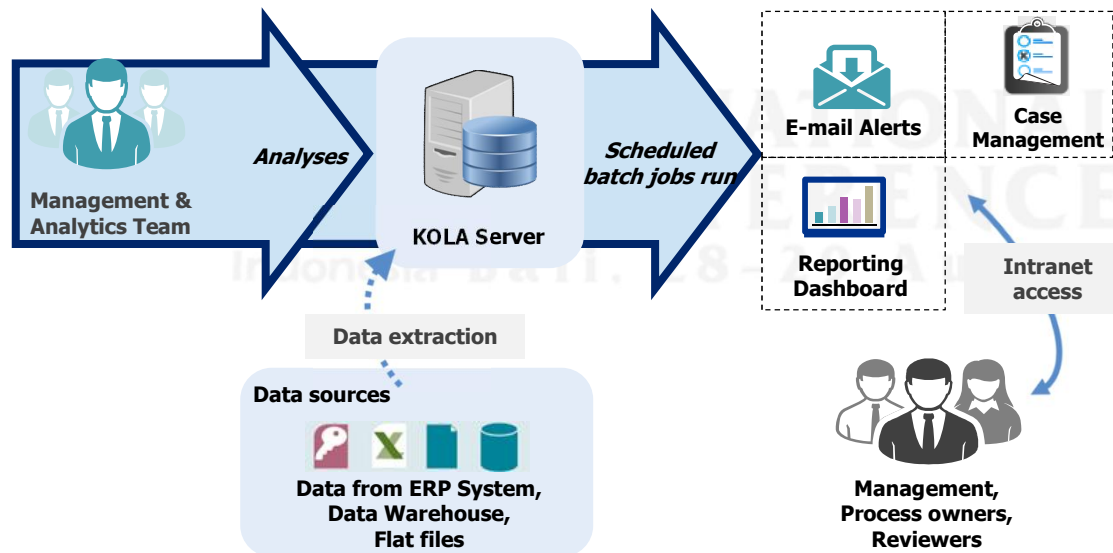 Management &
Analytics Team
Analyses
KOLA Server
Scheduled
batch jobs run
E-mail Alerts
Case
Management
Reporting
Dashboard
Intranet
access
Data extraction
Data sources
Data from ERP System,
Data Warehouse,
Flat files
Management,
Process owners,
Reviewers